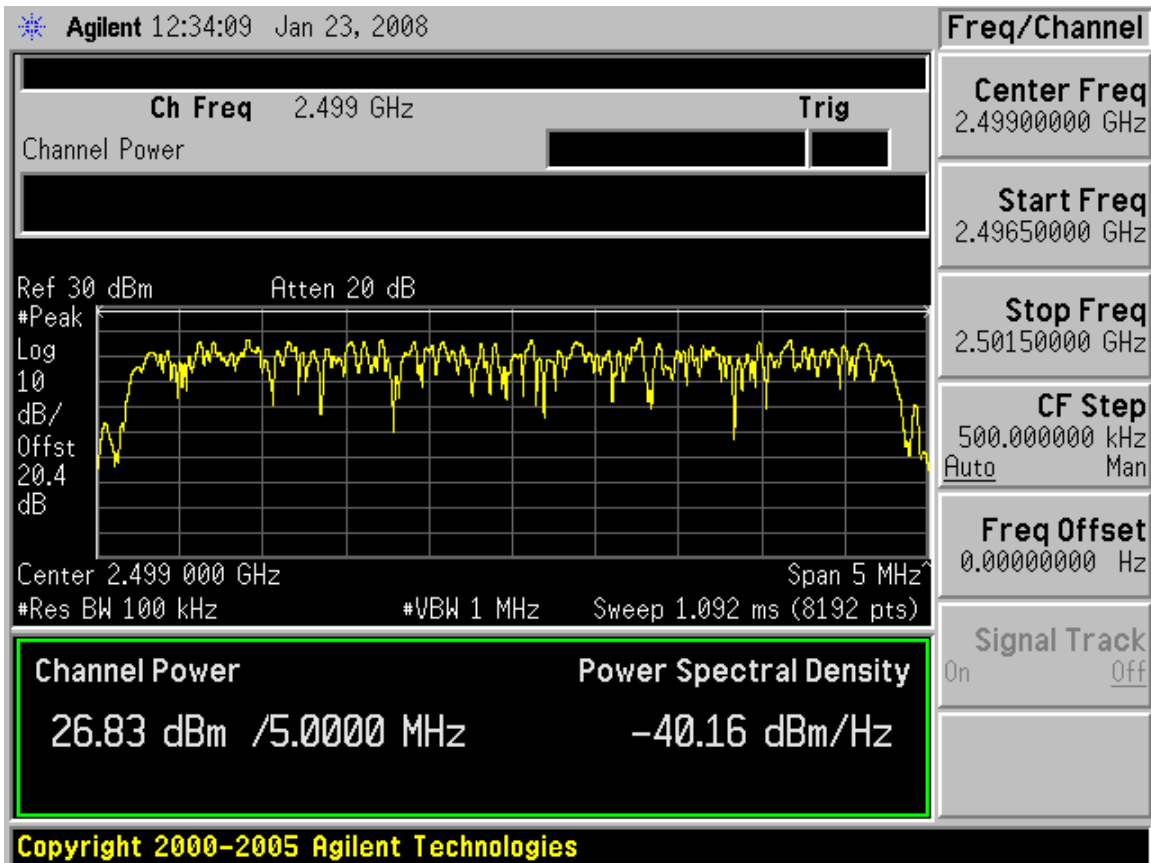 Agilent 12:34:09 Jan 23, 2008
Ch Freq 2.499 GHz Trig
Channel Power
Ref 30 dBm Atten 20 dB
#Peak
Log
10
dB/
Offst
20.4
dB
Center 2.499 000 GHz Span 5 MHz^
#Res BW 100 kHz #VBW 1 MHz Sweep 1.092 ms (8192 pts)
Channel Power Power Spectral Density
26.83 dBm /5.0000 MHz -40.16 dBm/Hz
Copyright 2000-2005 Agilent Technologies
Freq/Channel
Center Freq
2.49900000 GHz
Start Freq
2.49650000 GHz
Stop Freq
2.50150000 GHz
CF Step
500.000000 kHz
Auto Man
Freq Offset
0.00000000 Hz
Signal Track
On Off